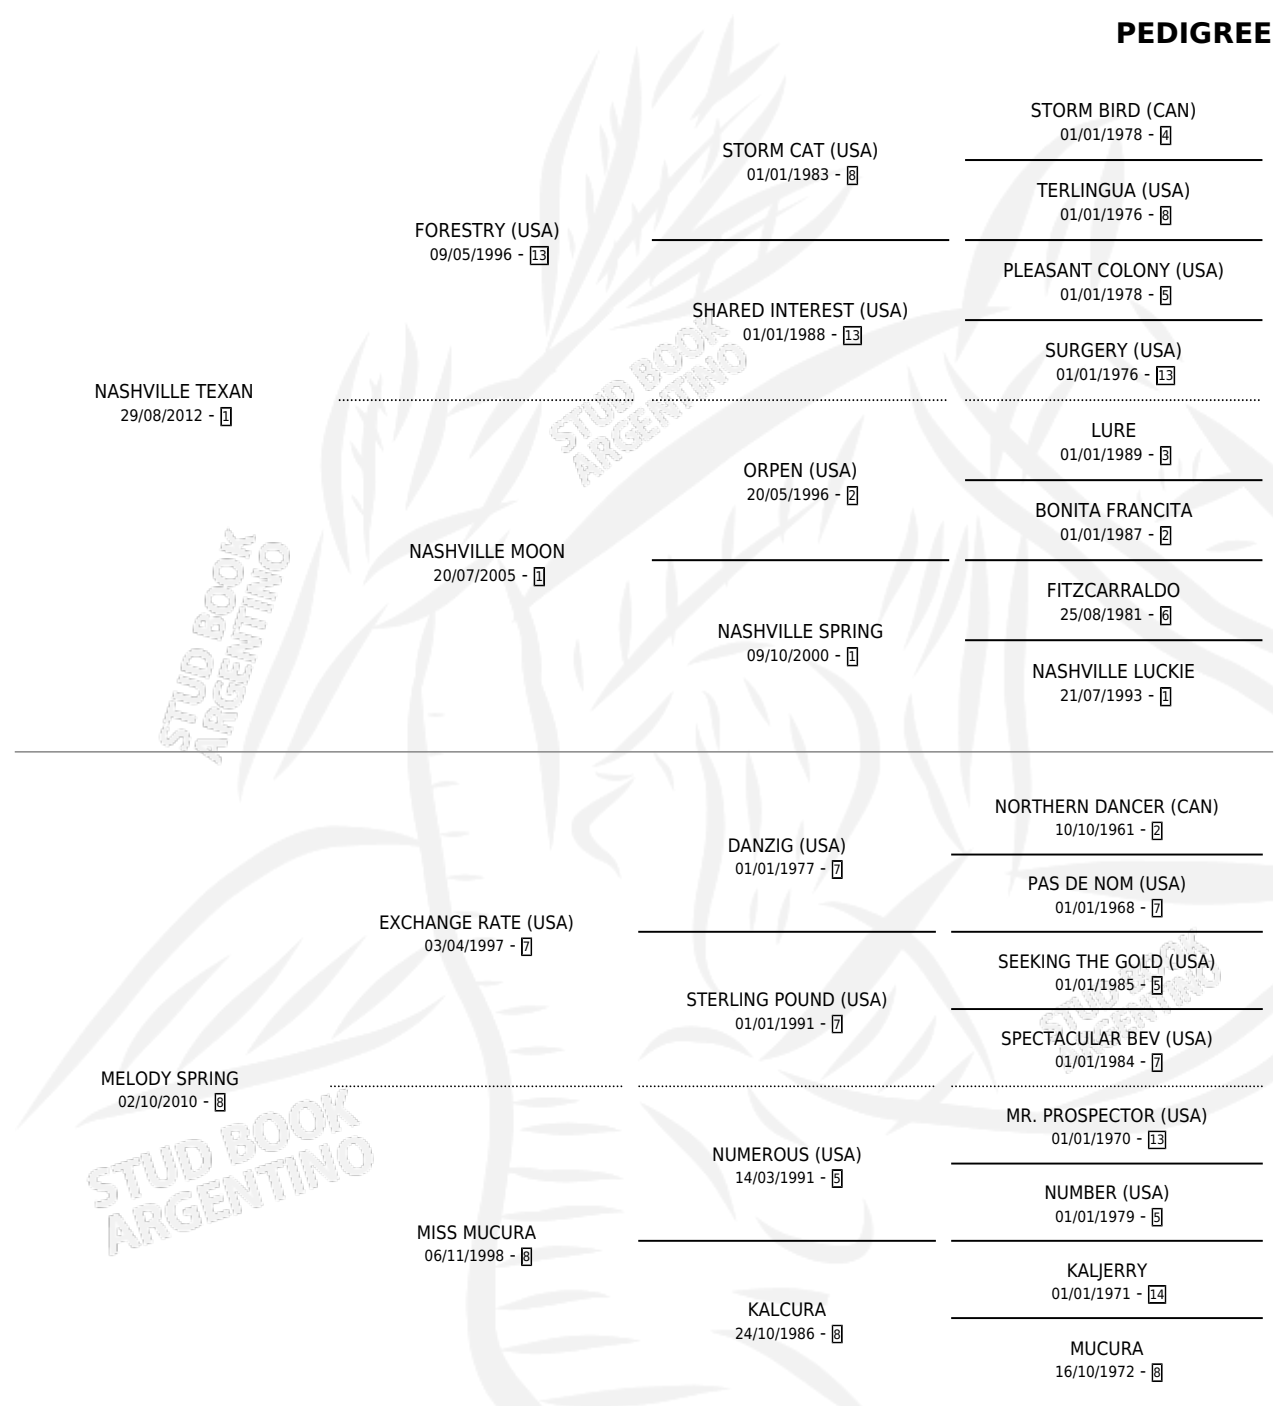 PEDIGREE
STORM BIRD (CAN)
01/01/1978 - 4
STORM CAT (USA)
01/01/1983 - 8
TERLINGUA (USA)
01/01/1976 - 8
FORESTRY (USA)
09/05/1996 - 13
PLEASANT COLONY (USA)
01/01/1978 - 5
SHARED INTEREST (USA)
01/01/1988 - 13
SURGERY (USA)
01/01/1976 - 13
NASHVILLE TEXAN
29/08/2012 - 1
LURE
01/01/1989 - 3
ORPEN (USA)
20/05/1996 - 2
BONITA FRANCITA
01/01/1987 - 2
NASHVILLE MOON
20/07/2005 - 1
FITZCARRALDO
25/08/1981 - 6
NASHVILLE SPRING
09/10/2000 - 1
NASHVILLE LUCKIE
21/07/1993 - 1
NORTHERN DANCER (CAN)
10/10/1961 - 2
DANZIG (USA)
01/01/1977 - 7
PAS DE NOM (USA)
01/01/1968 - 7
EXCHANGE RATE (USA)
03/04/1997 - 7
SEEKING THE GOLD (USA)
01/01/1985 - 5
STERLING POUND (USA)
01/01/1991 - 7
SPECTACULAR BEV (USA)
01/01/1984 - 7
MELODY SPRING
02/10/2010 - 8
MR. PROSPECTOR (USA)
01/01/1970 - 13
NUMEROUS (USA)
14/03/1991 - 5
NUMBER (USA)
01/01/1979 - 5
MISS MUCURA
06/11/1998 - 8
KALJERRY
01/01/1971 - 14
KALCURA
24/10/1986 - 8
MUCURA
16/10/1972 - 8
STUD BOOK
ARGENTINO
STUD BOOK
ARGENTINO
STUD BOOK
ARGENTINO
STUD BOOK
ARGENTINO